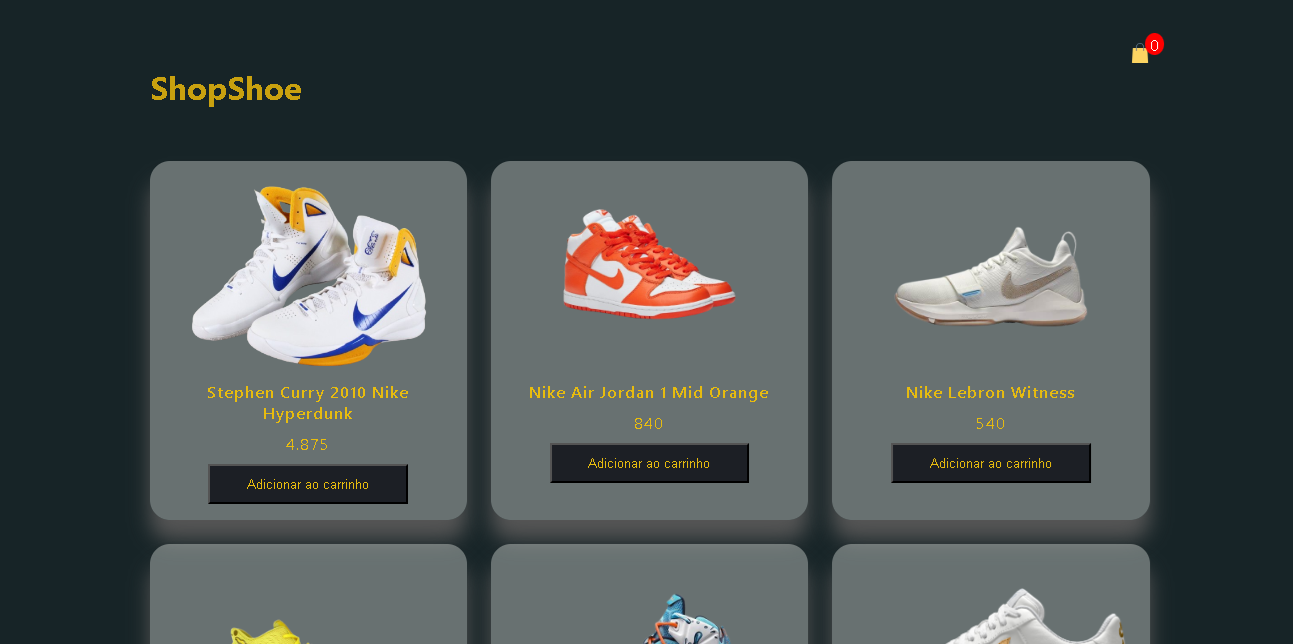 0
ShopShoe
Stephen Curry 2010 Nike
Hyperdunk
4.875
Adicionar ao carrinho
Nike Air Jordan 1 Mid Orange
840
Adicionar ao carrinho
Nike Lebron Witness
540
Adicionar ao carrinho